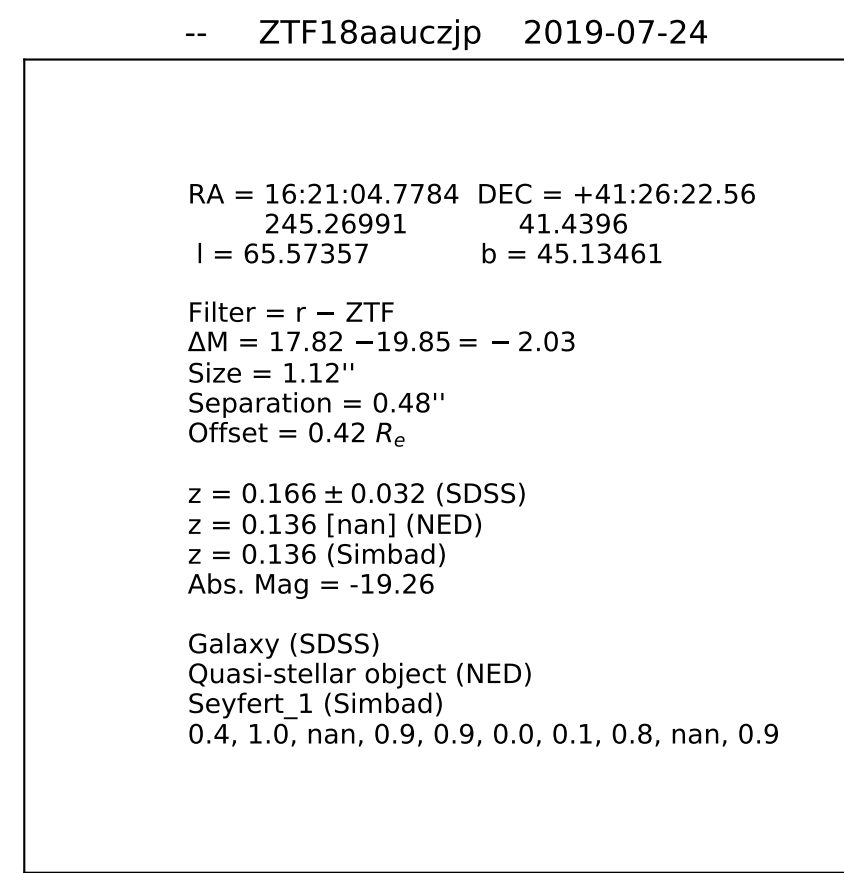 -- ZTF18aauczjp 2019-07-24
RA = 16:21:04.7784 DEC = +41:26:22.56
245.26991 41.4396
l = 65.57357 b = 45.13461
Filter = r − ZTF
ΔM = 17.82 −19.85 = − 2.03
Size = 1.12''
Separation = 0.48''
Offset = 0.42 Re
z = 0.166 ± 0.032 (SDSS)
z = 0.136 [nan] (NED)
z = 0.136 (Simbad)
Abs. Mag = -19.26
Galaxy (SDSS)
Quasi-stellar object (NED)
Seyfert_1 (Simbad)
0.4, 1.0, nan, 0.9, 0.9, 0.0, 0.1, 0.8, nan, 0.9